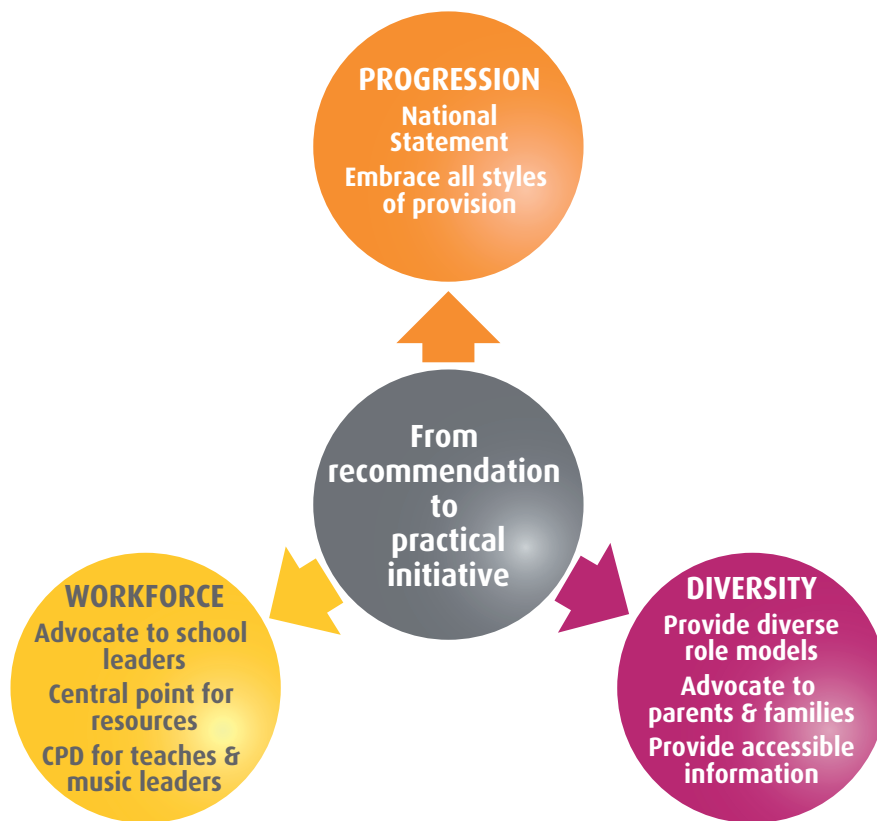 PROGRESSION
National
Statement
Embrace all styles
of provision
From
recommendation
to
practical
initiative
WORKFORCE
Advocate to school
leaders
Central point for
resources
CPD for teaches &
music leaders
DIVERSITY
Provide diverse
role models
Advocate to
parents & families
Provide accessible
information